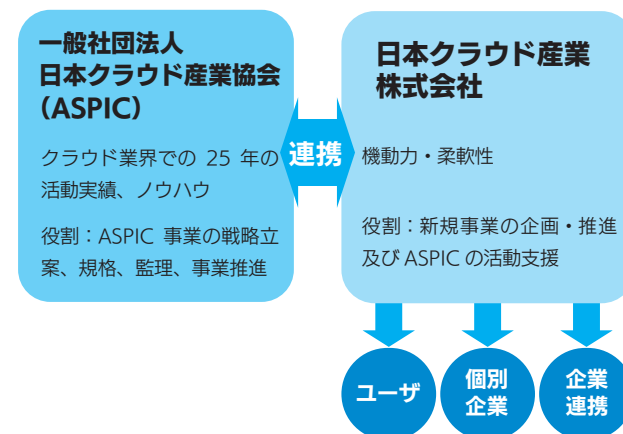 一般社団法人
日本クラウド産業協会
（ASPIC）
クラウド業界での 25 年の
活動実績、ノウハウ
役割：ASPIC 事業の戦略立
案、規格、監理、事業推進
連携
日本クラウド産業
株式会社
機動力・柔軟性
役割：新規事業の企画・推進
及び ASPIC の活動支援
ユーザ
個別
企業
企業
連携